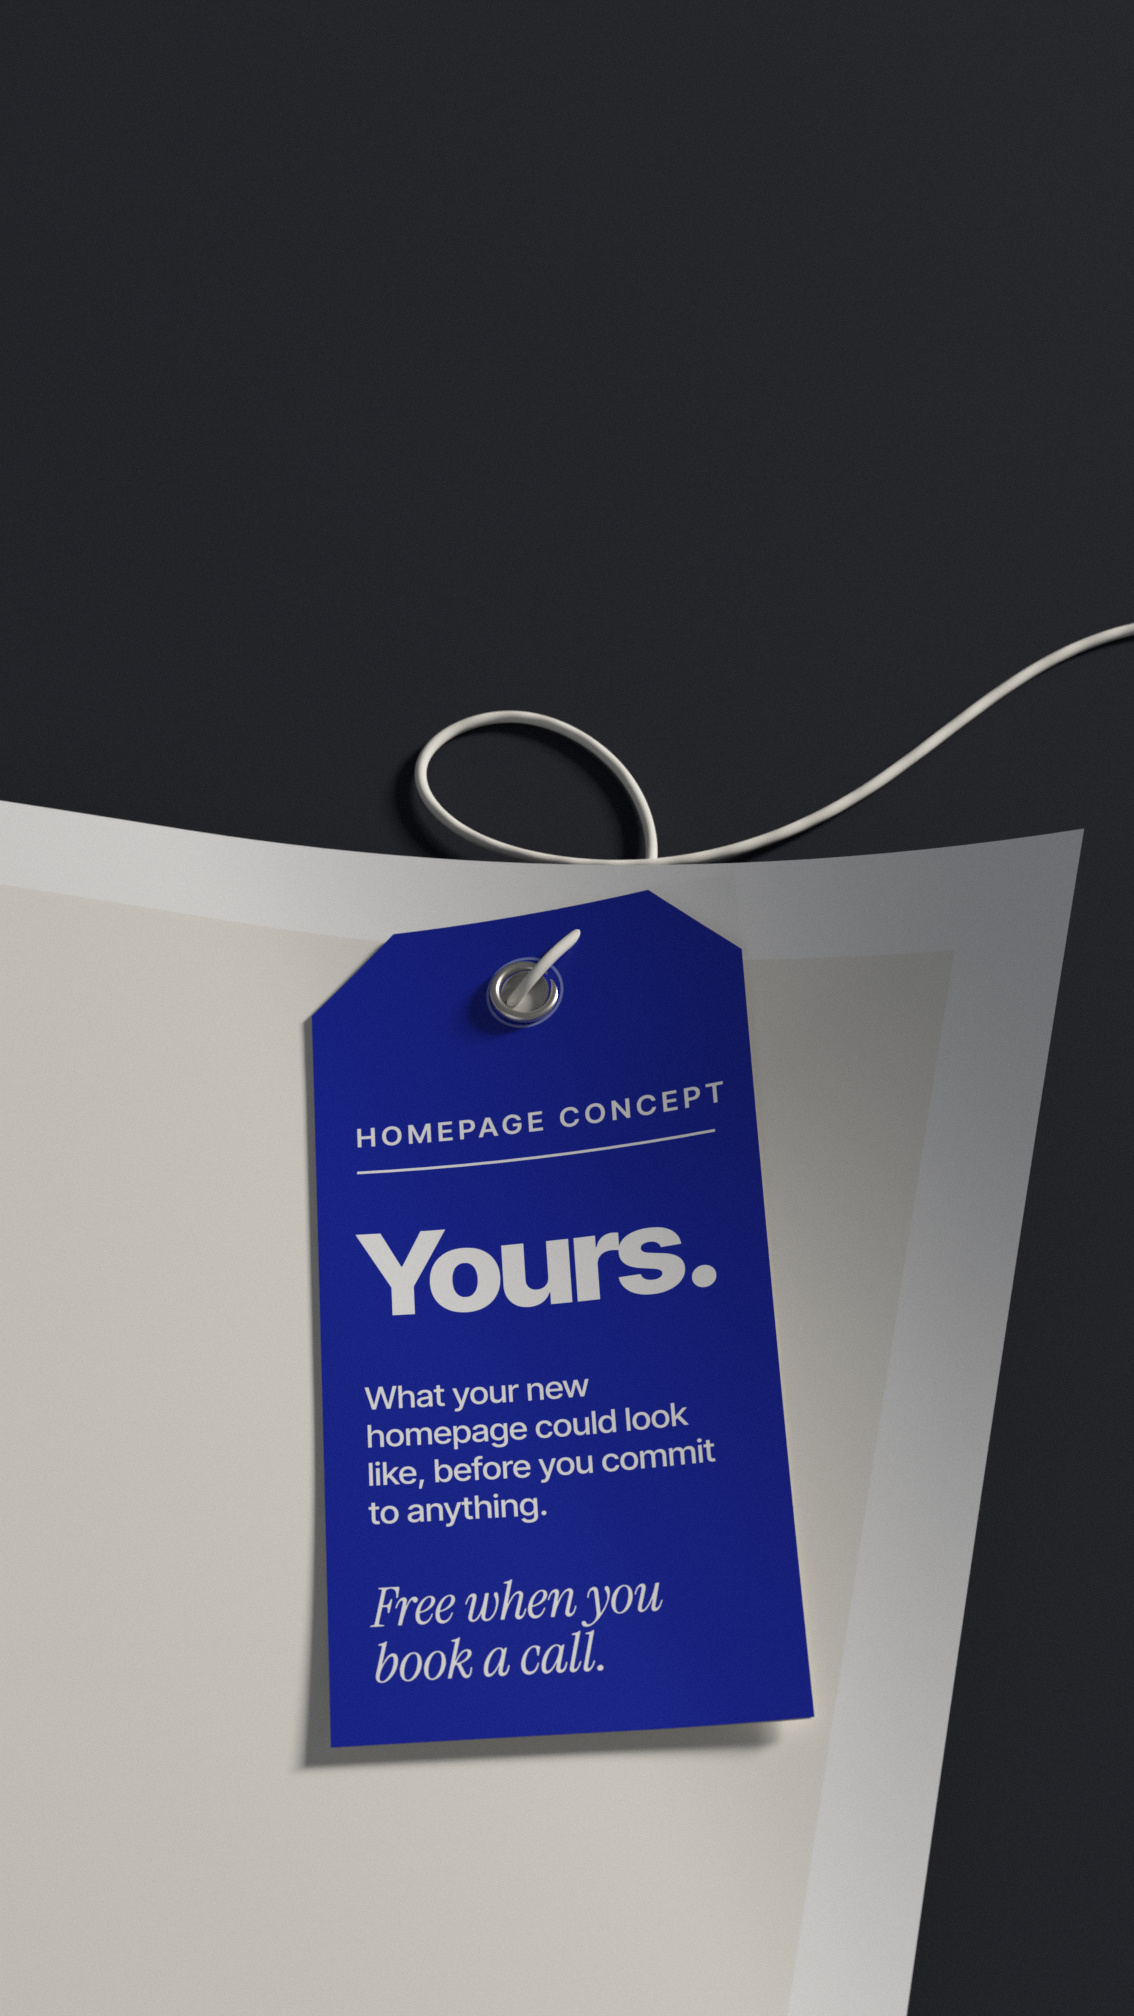 HOMEPAGE CONCEPT
Yours.
What your new
homepage could look
like, before you commit
to anything.
Free when you
book a call.